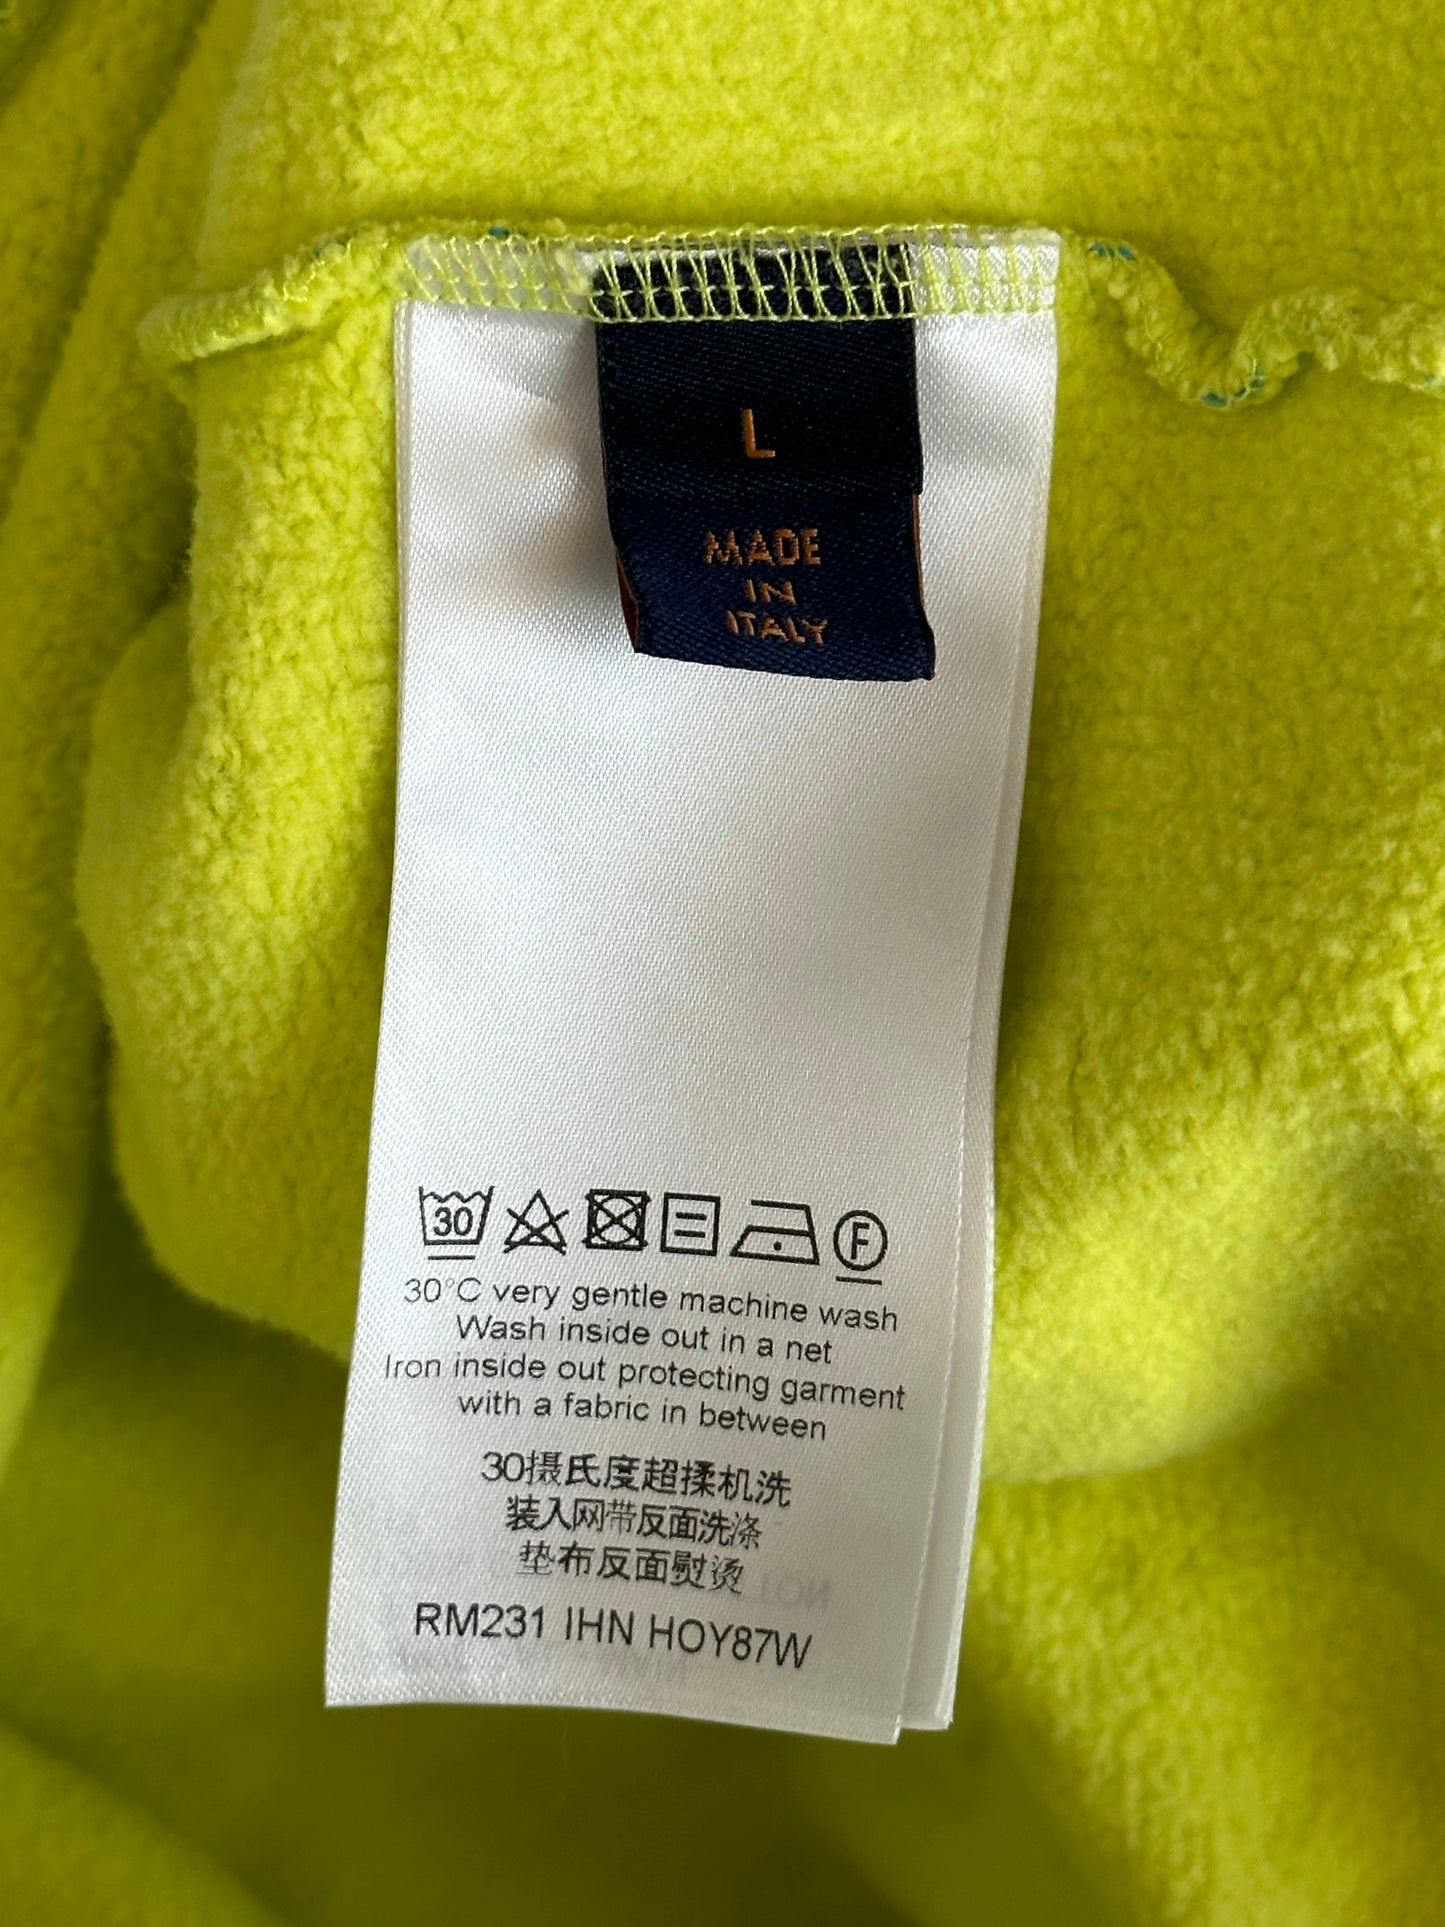 L
MADE
IN
ITALY
30
F
30°C very gentle machine wash
Wash inside out in a net
Iron inside out protecting garment
with a fabric in between
30摄氏度超揉机洗
装入网带反面洗涤
垫布反面熨烫
RM231 IHN HOY87W